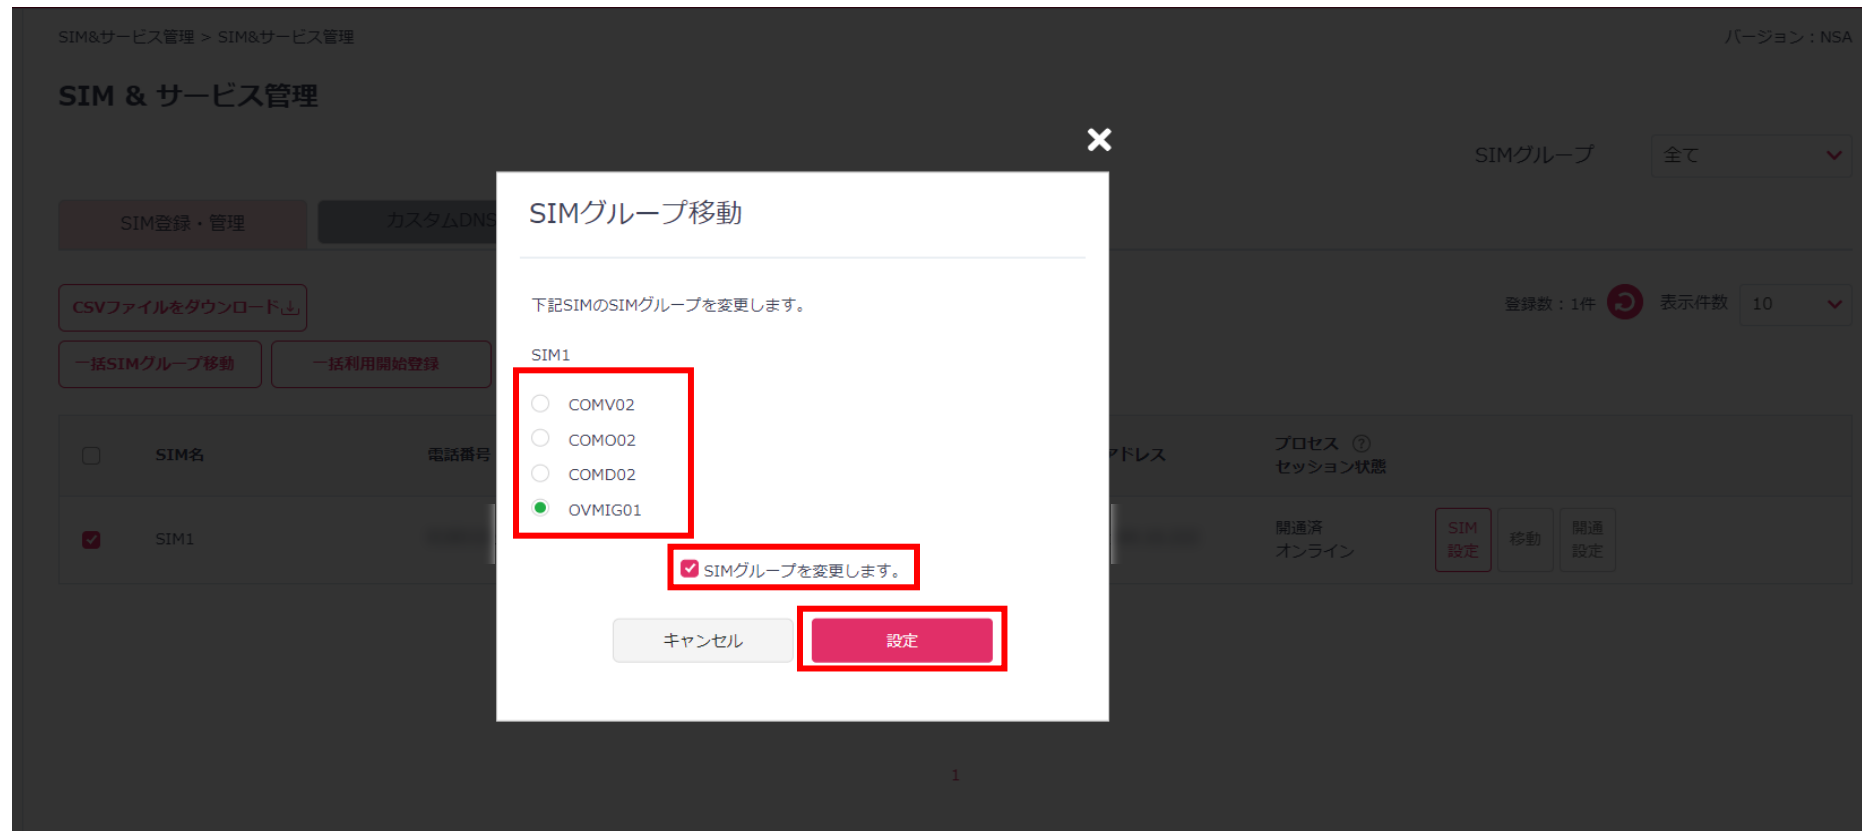 SIM&サービス管理 > SIM&サービス管理
バージョン : NSA
SIM & サービス管理
SIMグループ 全て
SIM登録・管理
カスタムDNS
CSVファイルをダウンロード
登録数 : 1件
表示件数 10
一括SIMグループ移動
一括利用開始登録
SIM名
電話番号
アドレス
プロセス ?
セッション状態
SIM1
開通済
オンライン
SIM
設定
移動
開通
設定
1
SIMグループ移動
下記SIMのSIMグループを変更します。
SIM1
COMV02
COMO02
COMD02
OVMIG01
SIMグループを変更します。
キャンセル
設定